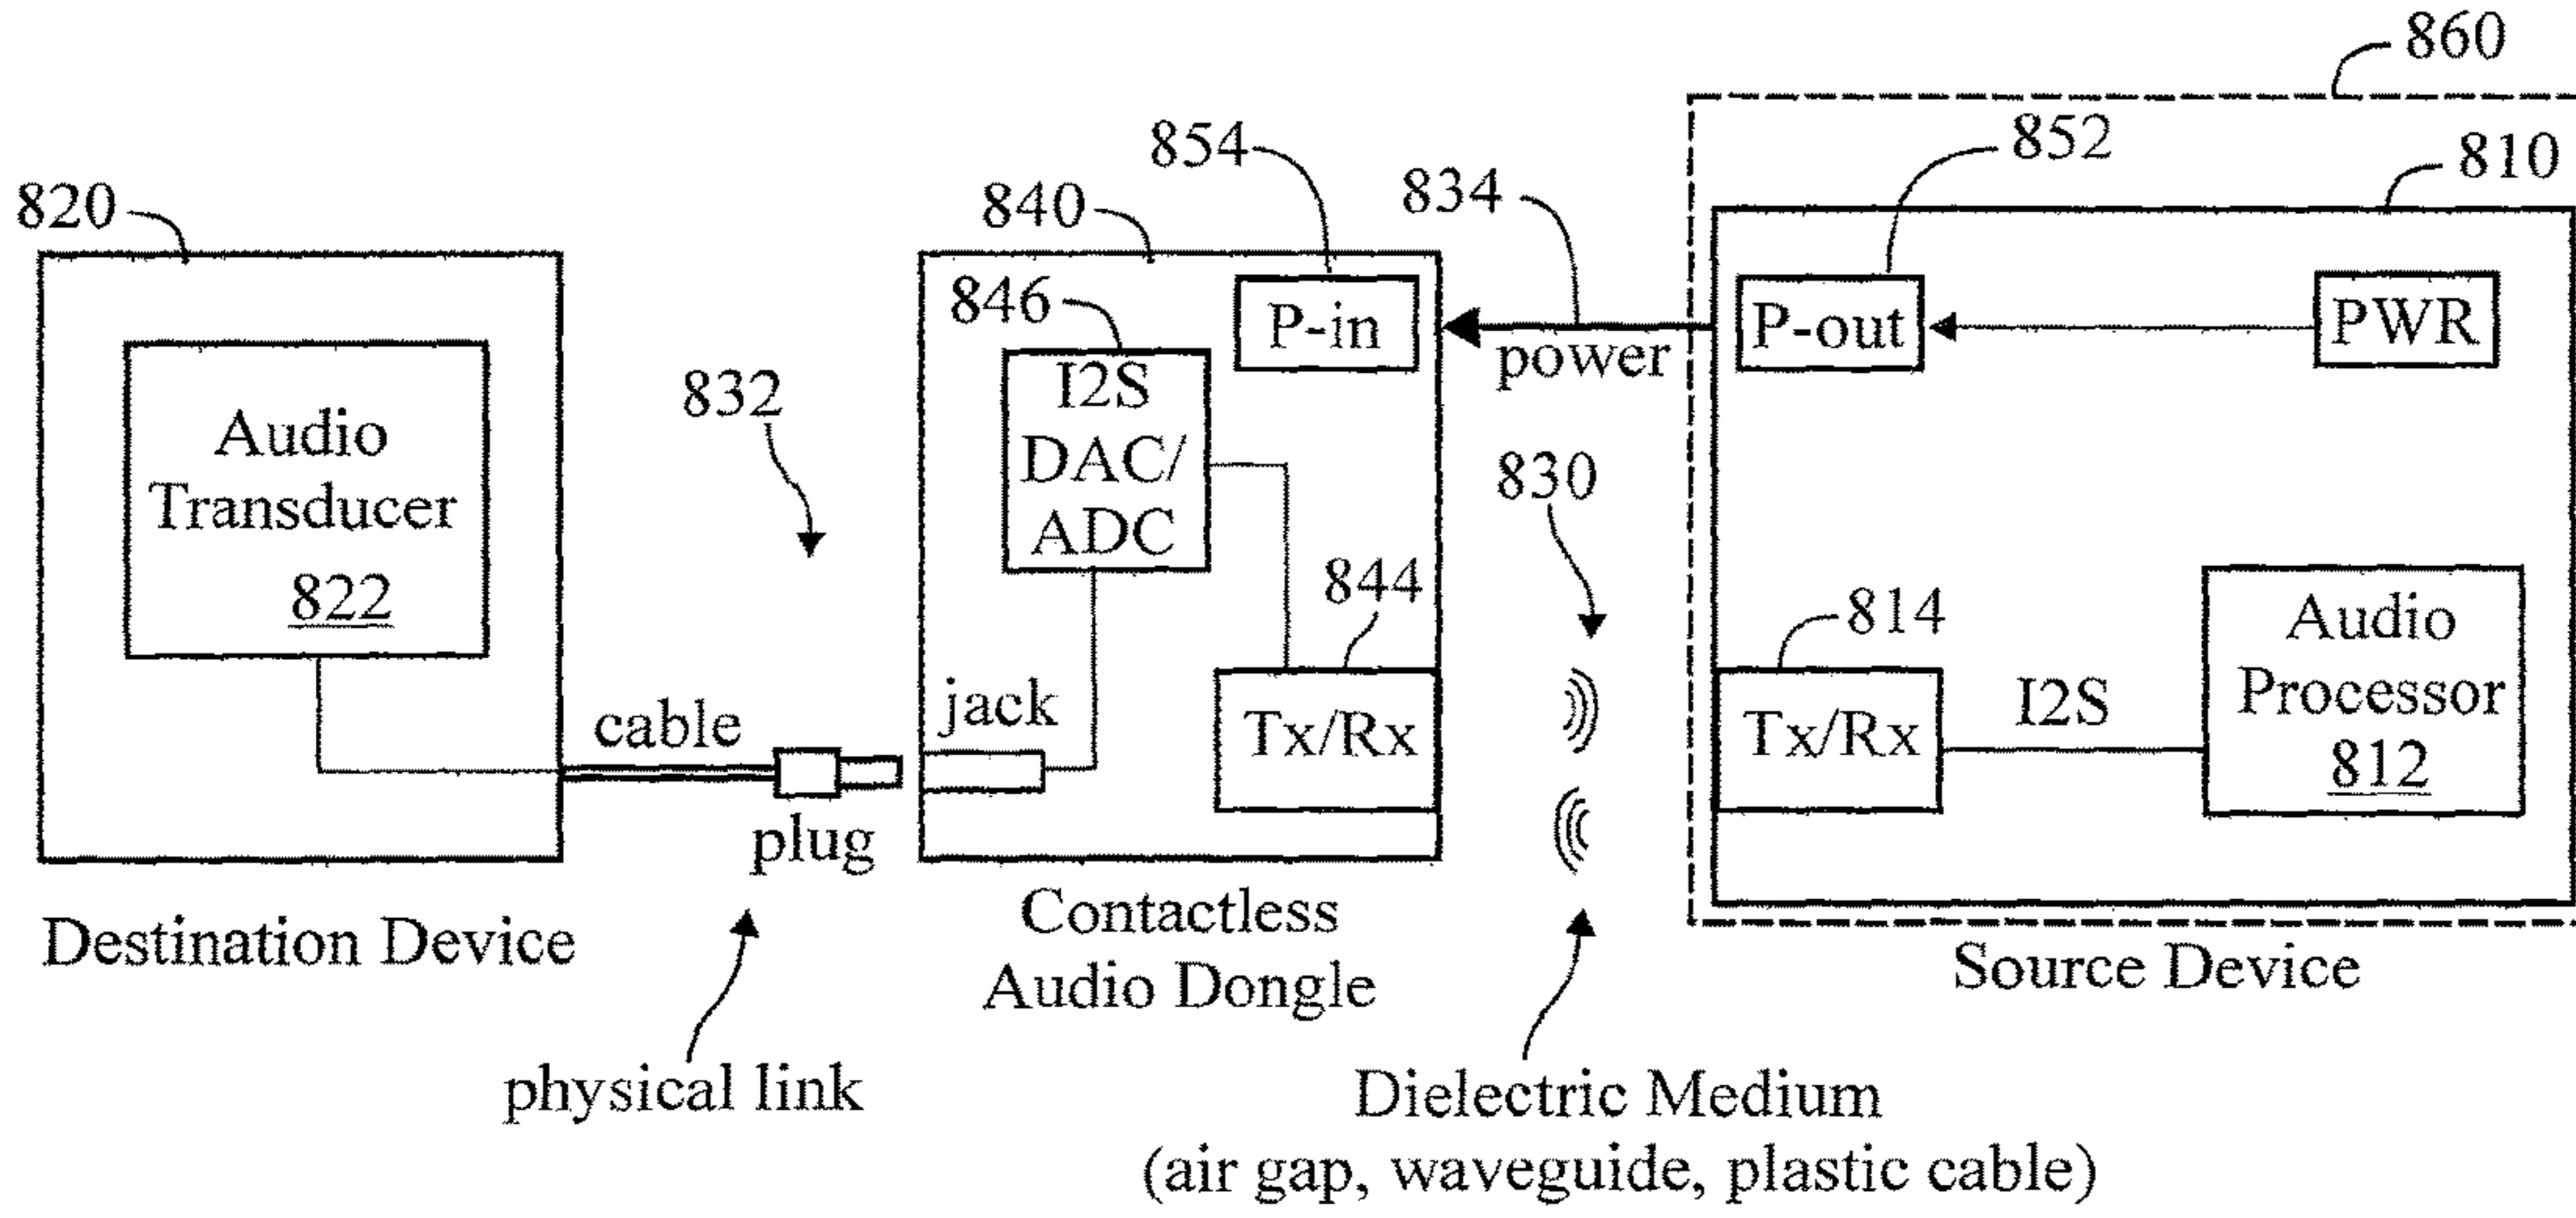 860
854
852
810
820
840
834
846
P-in
P-out
PWR
power
I2S
DAC/
ADC
832
830
Audio
Transducer
822
844
814
Audio
Processor
812
I2S
jack
Tx/Rx
Tx/Rx
cable
plug
Destination Device
Contactless
Audio Dongle
Source Device
physical link
Dielectric Medium
(air gap, waveguide, plastic cable)